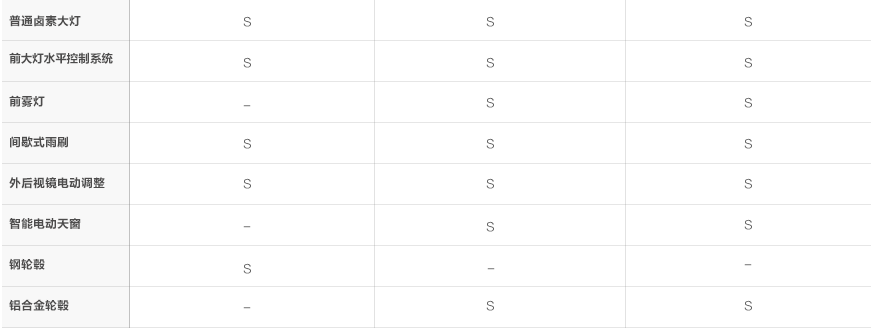 普通卤素大灯 S S S
前大灯水平控制系统 S S S
前雾灯 – S S
间歇式雨刷 S S S
外后视镜电动调整 S S S
智能电动天窗 – S S
钢轮毂 S – –
铝合金轮毂 – S S